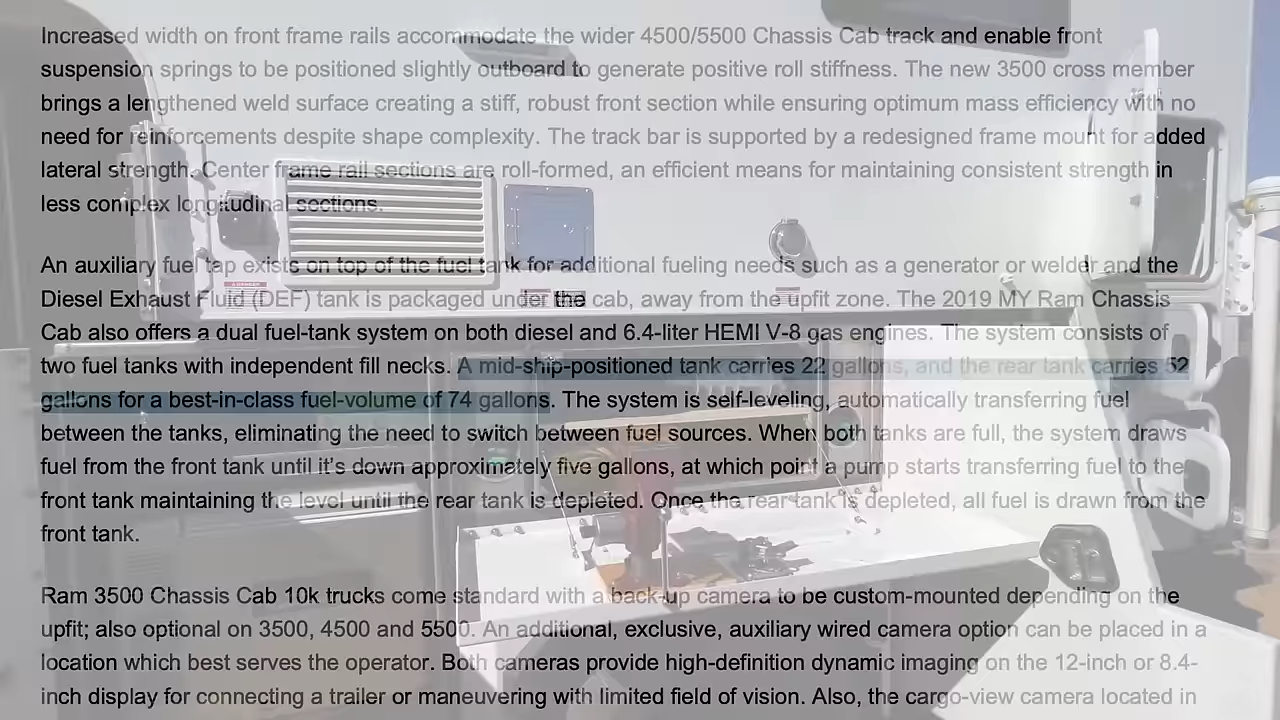 Increased width on front frame rails accommodate the wider 4500/5500 Chassis Cab track and enable front
suspension springs to be positioned slightly outboard to generate positive roll stiffness. The new 3500 cross member
brings a lengthened weld surface creating a stiff, robust front section while ensuring optimum mass efficiency with no
need for reinforcements despite shape complexity. The track bar is supported by a redesigned frame mount for added
lateral strength. Center frame rail sections are roll-formed, an efficient means for maintaining consistent strength in
less complex longitudinal sections.
An auxiliary fuel tap exists on top of the fuel tank for additional fueling needs such as a generator or welder and the
Diesel Exhaust Fluid (DEF) tank is packaged under the cab, away from the upfit zone. The 2019 MY Ram Chassis
Cab also offers a dual fuel-tank system on both diesel and 6.4-liter HEMI V-8 gas engines. The system consists of
two fuel tanks with independent fill necks. A mid-ship-positioned tank carries 22 gallons, and the rear tank carries 52
gallons for a best-in-class fuel-volume of 74 gallons. The system is self-leveling, automatically transferring fuel
between the tanks, eliminating the need to switch between fuel sources. When both tanks are full, the system draws
fuel from the front tank until it's down approximately five gallons, at which point a pump starts transferring fuel to the
front tank maintaining the level until the rear tank is depleted. Once the rear tank is depleted, all fuel is drawn from the
front tank.
Ram 3500 Chassis Cab 10k trucks come standard with a back-up camera to be custom-mounted depending on the
upfit; also optional on 3500, 4500 and 5500. An additional, exclusive, auxiliary wired camera option can be placed in a
location which best serves the operator. Both cameras provide high-definition dynamic imaging on the 12-inch or 8.4-
inch display for connecting a trailer or maneuvering with limited field of vision. Also, the cargo-view camera located in